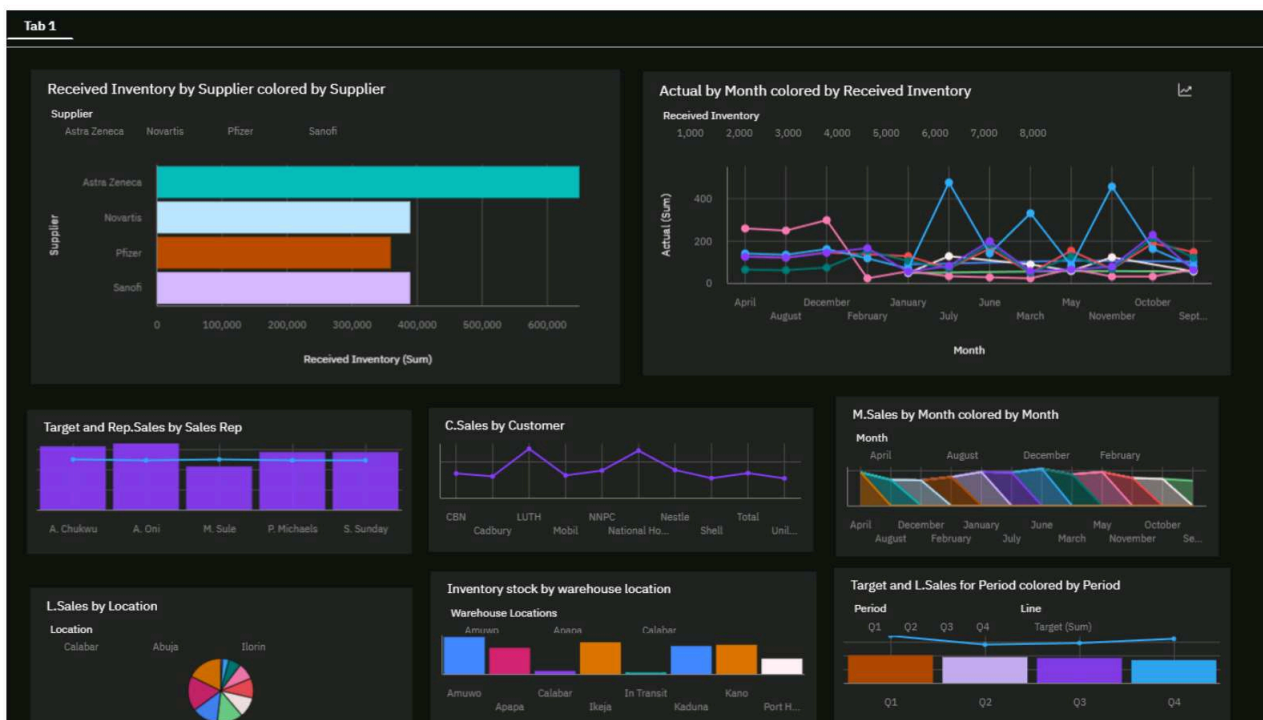 Tab 1
Received Inventory by Supplier colored by Supplier
Supplier
Astra Zeneca Novartis Pfizer Sanofi
Astra Zeneca
Novartis
Pfizer
Sanofi
Supplier
0 100,000 200,000 300,000 400,000 500,000 600,000
Received Inventory (Sum)
Actual by Month colored by Received Inventory
Received Inventory
1,000 2,000 3,000 4,000 5,000 6,000 7,000 8,000
Actual (Sum)
400
200
0
April December January June May October
August February July March November Sept...
Month
Target and Rep.Sales by Sales Rep
A. Chukwu A. Oni M. Sule P. Michaels S. Sunday
C.Sales by Customer
CBN LUTH NNPC Nestle Total
Cadbury Mobil National Ho... Shell Unil...
M.Sales by Month colored by Month
Month
April August December February
April December January June May October
August February July March November Se...
L.Sales by Location
Location
Calabar Abuja Ilorin
Inventory stock by warehouse location
Warehouse Locations
Amuwo Apapa Calabar
Amuwo Calabar In Transit Kano
Apapa Ikeja Kaduna Port H...
Target and L.Sales for Period colored by Period
Period Line
Q1 Q2 Q3 Q4 Target (Sum)
Q1 Q2 Q3 Q4